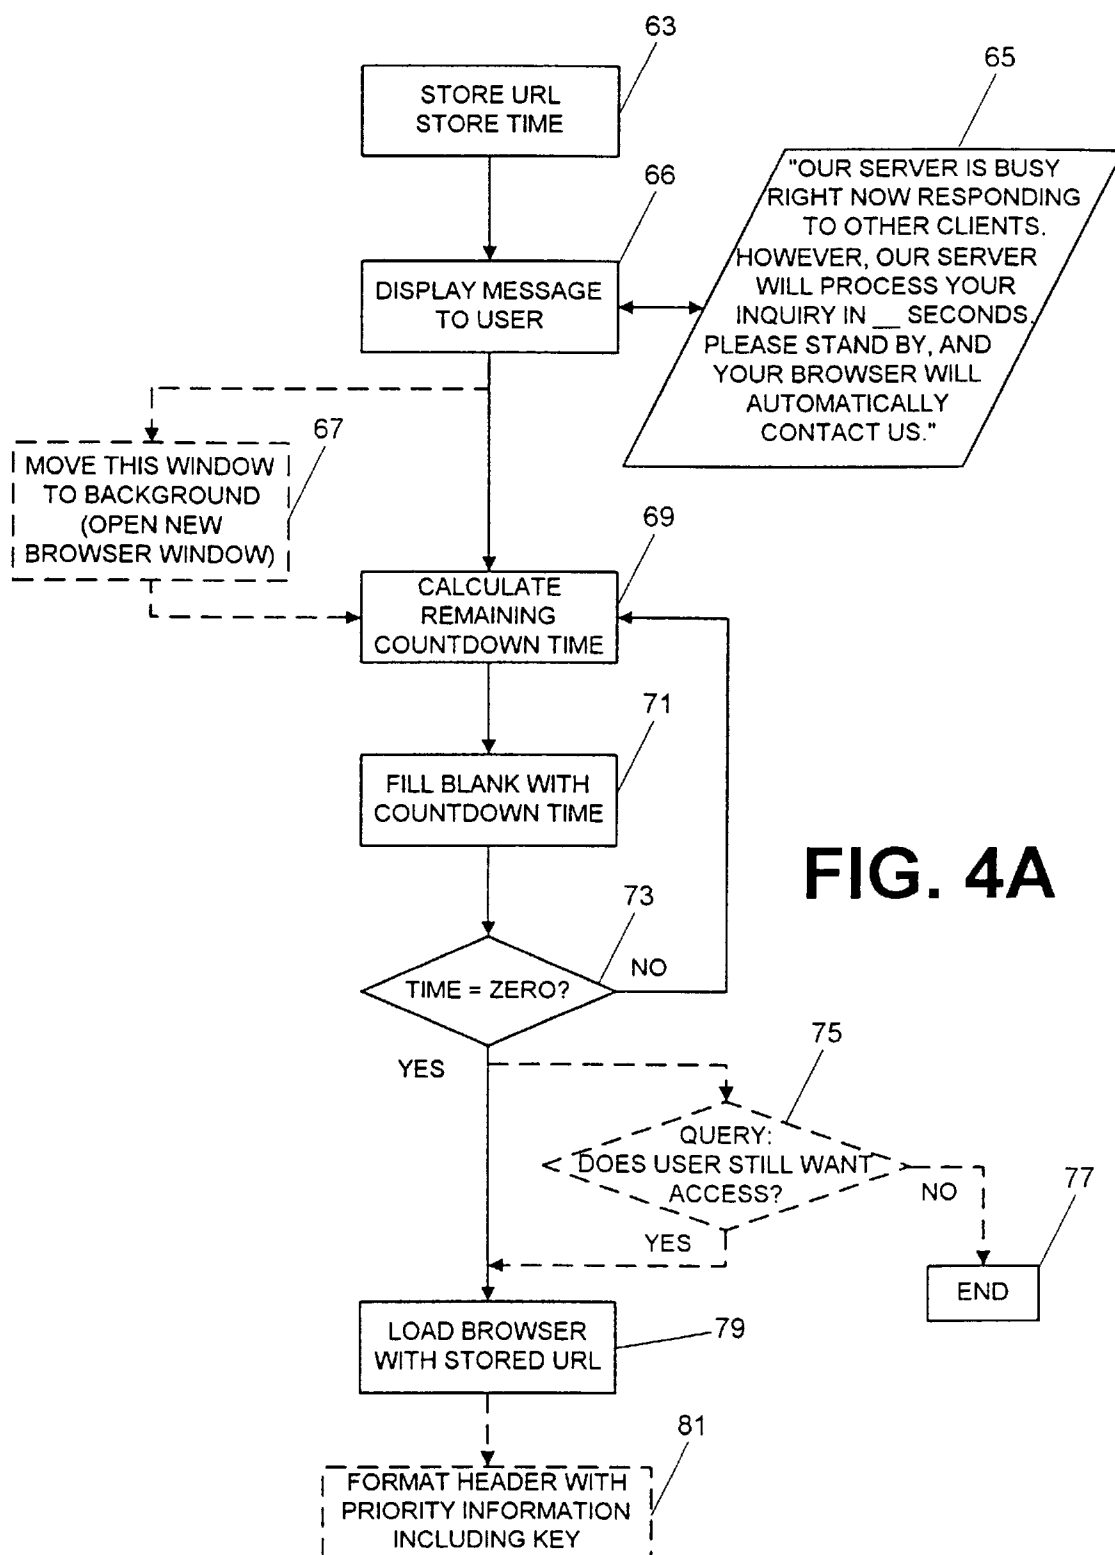 63
STORE URL
STORE TIME
65
"OUR SERVER IS BUSY
RIGHT NOW RESPONDING
TO OTHER CLIENTS.
HOWEVER, OUR SERVER
WILL PROCESS YOUR
INQUIRY IN __ SECONDS.
PLEASE STAND BY, AND
YOUR BROWSER WILL
AUTOMATICALLY
CONTACT US."
66
DISPLAY MESSAGE
TO USER
67
MOVE THIS WINDOW
TO BACKGROUND
(OPEN NEW
BROWSER WINDOW)
69
CALCULATE
REMAINING
COUNTDOWN TIME
71
FILL BLANK WITH
COUNTDOWN TIME
FIG. 4A
73
TIME = ZERO?
NO
YES
75
QUERY:
DOES USER STILL WANT
ACCESS?
NO
YES
77
END
LOAD BROWSER
WITH STORED URL
79
81
FORMAT HEADER WITH
PRIORITY INFORMATION
INCLUDING KEY